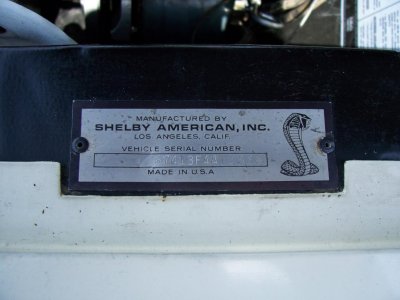 MANUFACTURED BY
SHELBY AMERICAN, INC.
LOS ANGELES, CALIF.
VEHICLE SERIAL NUMBER
MADE IN U.S.A